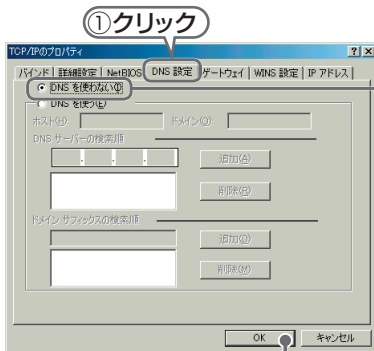 ①クリック
TCP/IPのプロパティ
バインド 詳細設定 NetBIOS DNS 設定 ゲートウェイ WINS 設定 IP アドレス
DNS を使わない(I)
DNS を使う(E)
ホスト(H): ドメイン(O):
DNS サーバーの検索順
追加(A)
削除(R)
ドメイン サフィックスの検索順
追加(D)
削除(M)
OK キャンセル